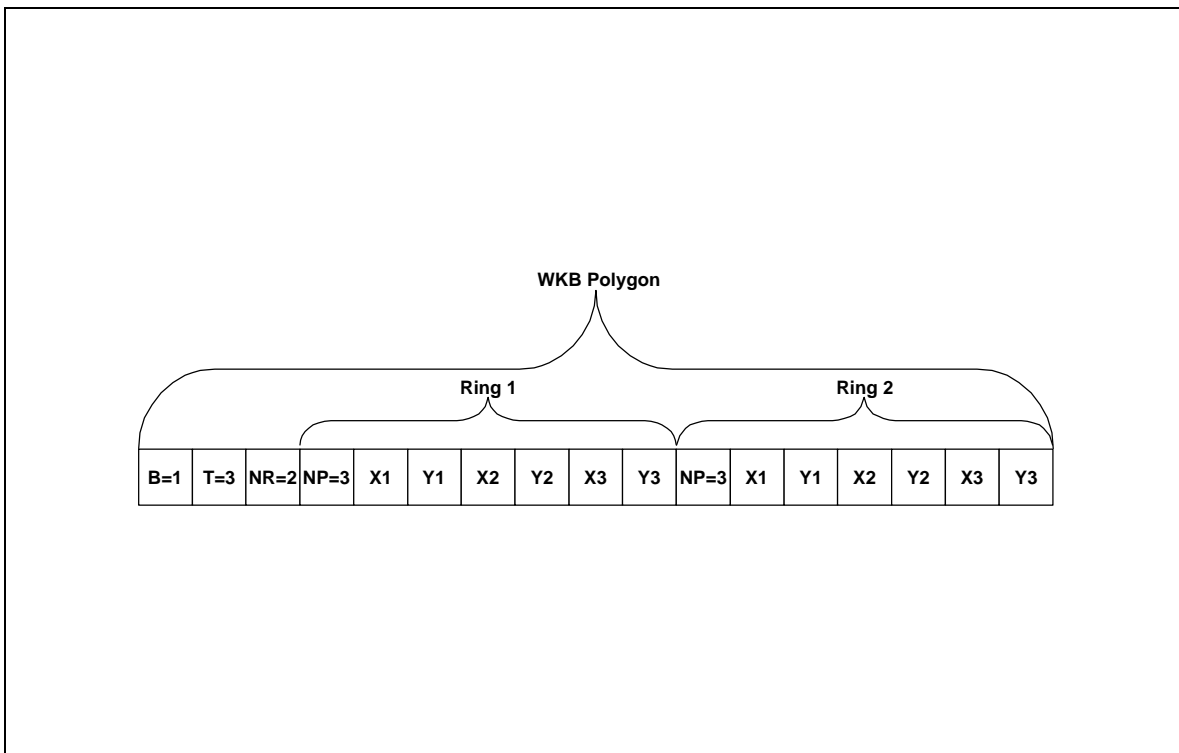 WKB Polygon
Ring 1 Ring 2
B=1 T=3 NR=2 NP=3 X1 Y1 X2 Y2 X3 Y3 NP=3 X1 Y1 X2 Y2 X3 Y3